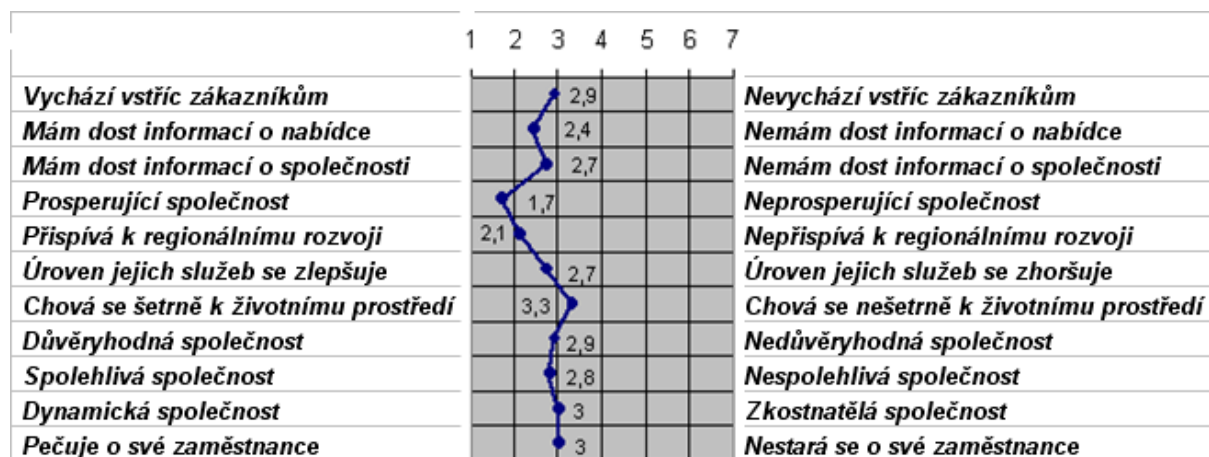 1 2 3 4 5 6 7
Vychází vstříc zákazníkům 2,9 Nevychází vstříc zákazníkům
Mám dost informací o nabídce 2,4 Nemám dost informací o nabídce
Mám dost informací o společnosti 2,7 Nemám dost informací o společnosti
Prosperující společnost 1,7 Neprosperující společnost
Přispívá k regionálnímu rozvoji 2,1 Nepřispívá k regionálnímu rozvoji
Úroven jejich služeb se zlepšuje 2,7 Úroven jejich služeb se zhoršuje
Chová se šetrně k životnímu prostředí 3,3 Chová se nešetrně k životnímu prostředí
Důvěryhodná společnost 2,9 Nedůvěryhodná společnost
Spolehlivá společnost 2,8 Nespolehlivá společnost
Dynamická společnost 3 Zkostnatělá společnost
Pečuje o své zaměstnance 3 Nestará se o své zaměstnance